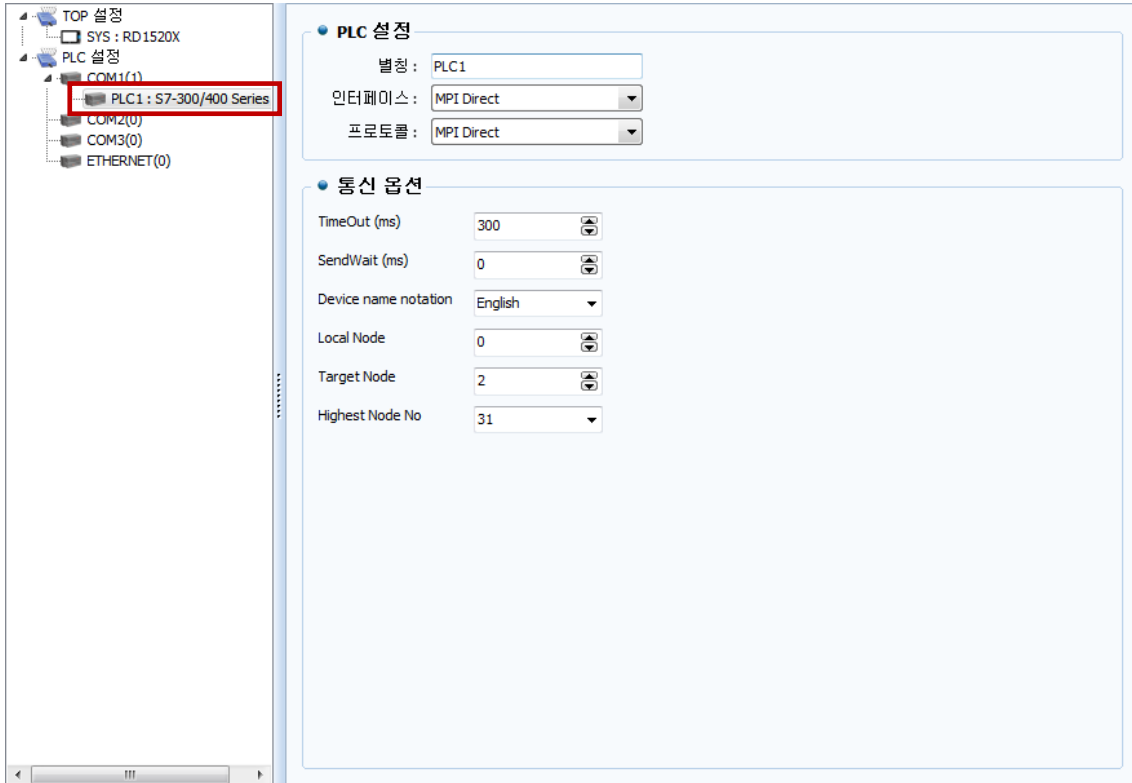 TOP 설정
SYS : RD1520X
PLC 설정
COM1(1)
PLC1 : S7-300/400 Series
COM2(0)
COM3(0)
ETHERNET(0)
PLC 설정
별칭 : PLC1
인터페이스 : MPI Direct
프로토콜 : MPI Direct
통신 옵션
TimeOut (ms) 300
SendWait (ms) 0
Device name notation English
Local Node 0
Target Node 2
Highest Node No 31